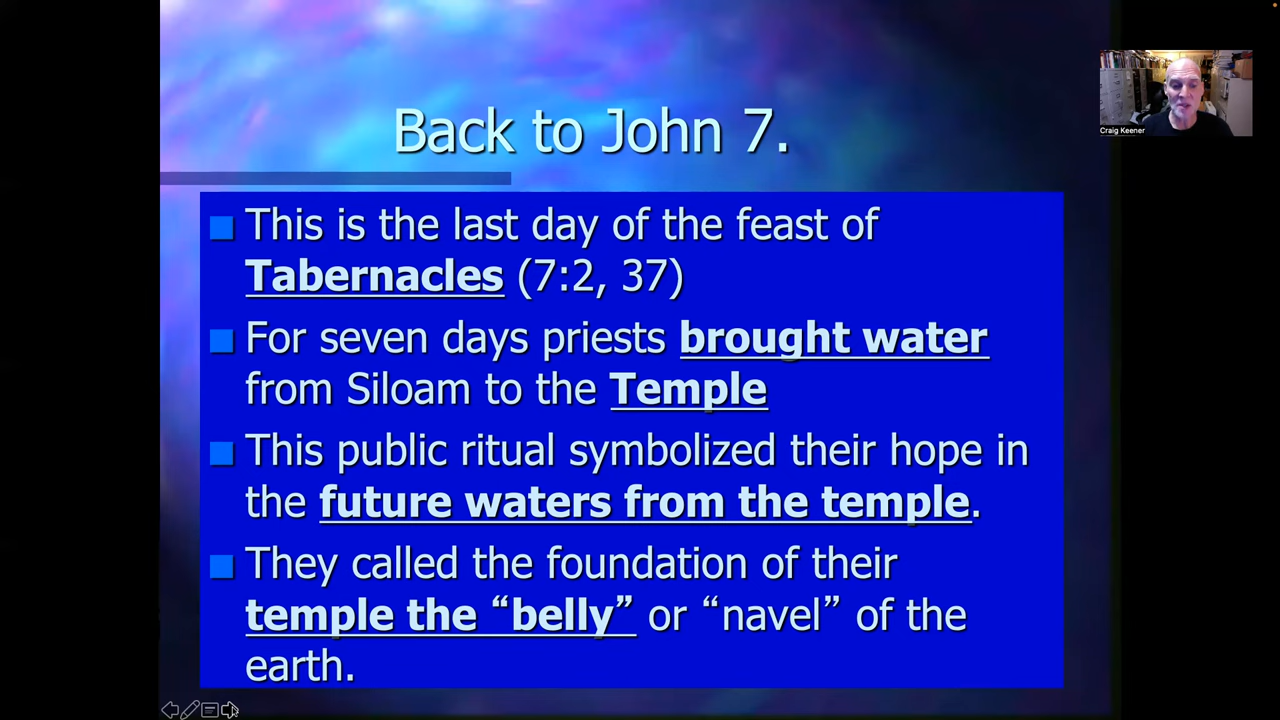 Back to John 7.
Craig Keener
This is the last day of the feast of
Tabernacles (7:2, 37)
For seven days priests brought water
from Siloam to the Temple
This public ritual symbolized their hope in
the future waters from the temple.
They called the foundation of their
temple the “belly” or “navel” of the
earth.